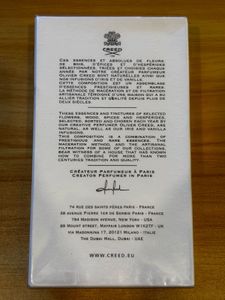 CREED
CES ESSENCES ET ABSOLUES DE FLEURS,
DE BOIS, D'ÉPICES ET D'HESPÉRIDÉS
SÉLECTIONNÉES, TRIÉES ET CHOISIES CHAQUE
ANNÉE PAR NOTRE CRÉATEUR PARFUMEUR
OLIVIER CREED SONT NATURELLES AINSI QUE
SES INFUSIONS D'IRIS ET DE VANILLE.
CETTE COMPOSITION EST UN ASSEMBLAGE
D'ESSENCES PRESTIGIEUSES ET RARES.
LA MÉTHODE DE MACÉRATION ET DE FILTRATION
ARTISANALE TÉMOIGNE D'UNE MAISON QUI A SU
ALLIER TRADITION ET QUALITÉ DEPUIS PLUS DE
DEUX SIÈCLES.
THESE ESSENCES AND TINCTURES OF SELECTED
FLOWERS, WOOD, SPICES AND HESPERIDES,
SELECTED, SORTED AND CHOSEN EACH YEAR BY
OUR CREATIVE PERFUMER OLIVIER CREED, ARE
NATURAL, AS WELL AS OUR IRIS AND VANILLA
INFUSIONS.
THIS COMPOSITION IS A COMBINATION OF
PRESTIGIOUS AND RARE ESSENCES. THE
MACERATION METHOD AND THE ARTISANAL
FILTRATION FOR SOME OF OUR COLLECTIONS
BEAR WITNESS OF A HOUSE THAT HAS KNOWN
HOW TO COMBINE FOR MORE THAN TWO
CENTURIES TRADITION AND QUALITY.
CRÉATEUR PARFUMEUR À PARIS
CREATOR PERFUMER IN PARIS
74 RUE DES SAINTS PÈRES PARIS - FRANCE
38 AVENUE PIERRE 1ER DE SERBIE PARIS - FRANCE
794 MADISON AVENUE, NEW YORK - USA
99 MOUNT STREET, MAYFAIR LONDON W1K2TF - UK
VIA MADONNINA 17, 20121 MILANO - ITALIE
THE DUBAI MALL, DUBAI - UAE
WWW.CREED.EU